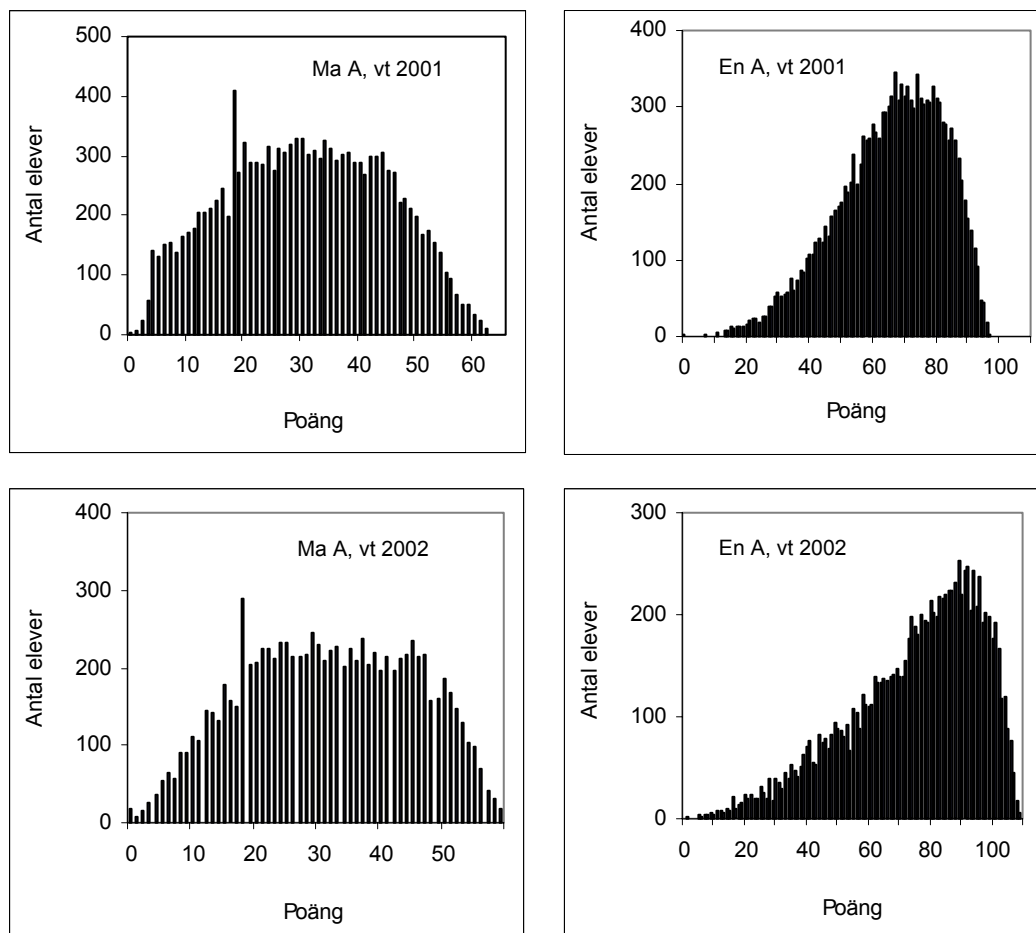 Ma A, vt 2001
500
400
300
200
100
0
Antal elever
0 10 20 30 40 50 60
Poäng
En A, vt 2001
400
300
200
100
0
Antal elever
0 20 40 60 80 100
Poäng
Ma A, vt 2002
400
300
200
100
0
Antal elever
0 10 20 30 40 50
Poäng
En A, vt 2002
300
200
100
0
Antal elever
0 20 40 60 80 100
Poäng